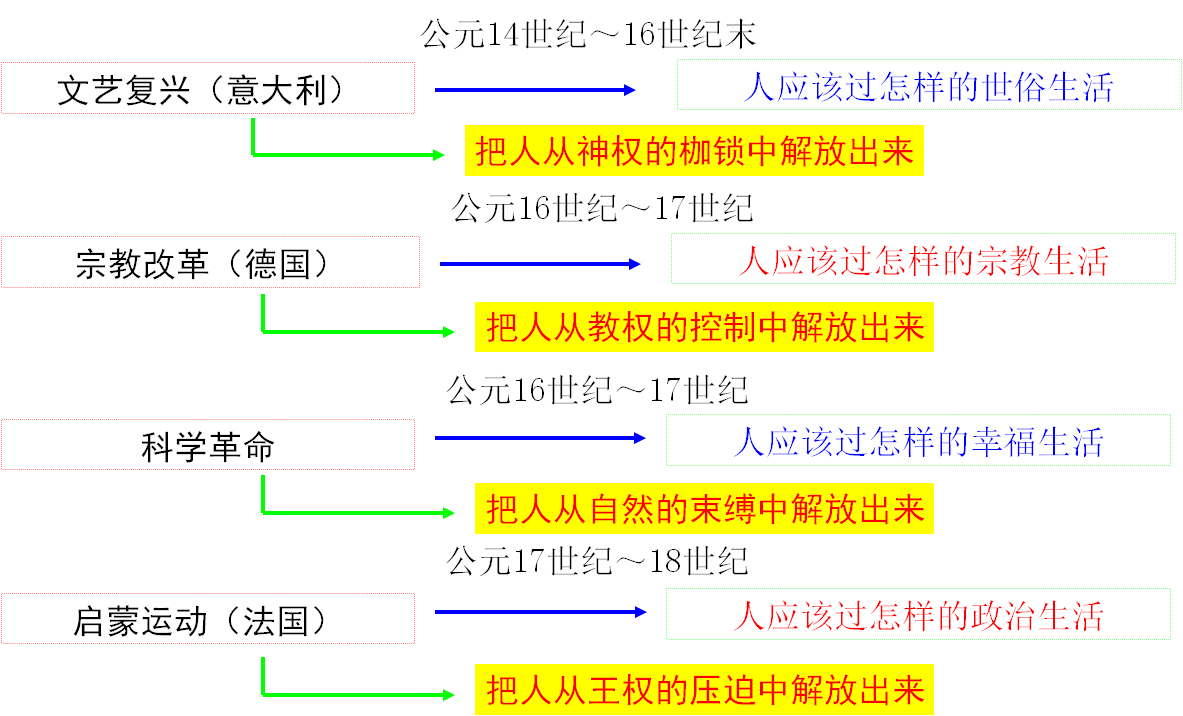 公元14世纪～16世纪末
文艺复兴（意大利）
人应该过怎样的世俗生活
把人从神权的枷锁中解放出来
公元16世纪～17世纪
宗教改革（德国）
人应该过怎样的宗教生活
把人从教权的控制中解放出来
公元16世纪～17世纪
科学革命
人应该过怎样的幸福生活
把人从自然的束缚中解放出来
公元17世纪～18世纪
启蒙运动（法国）
人应该过怎样的政治生活
把人从王权的压迫中解放出来